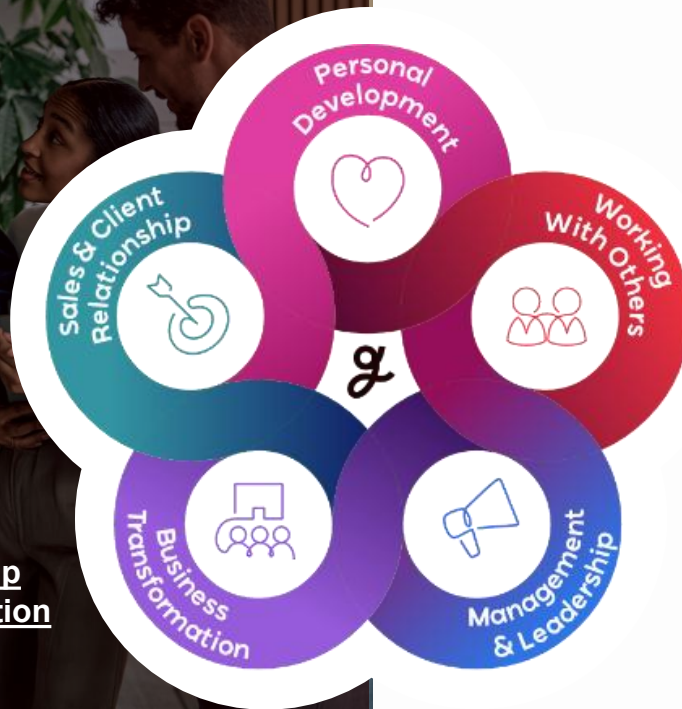 Personal
Development
Working
With Others
Sales & Client
Relationship
g
Business
Transformation
Management
& Leadership